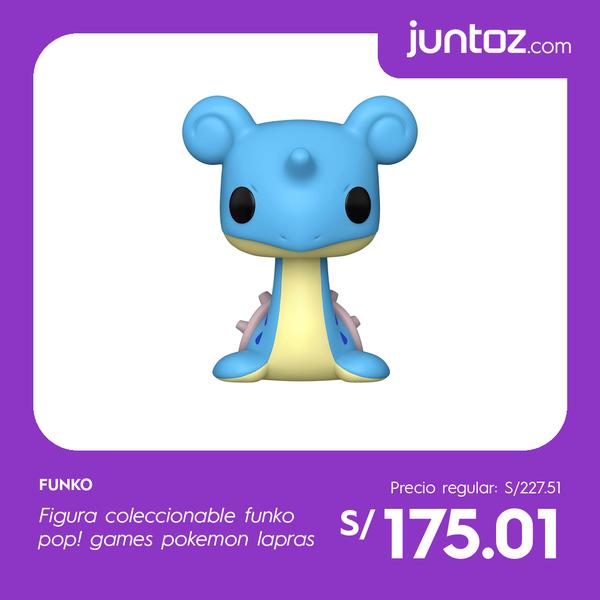 juntoz.com
FUNKO
Figura coleccionable funko
pop! games pokemon lapras
Precio regular: S/227.51
S/175.01